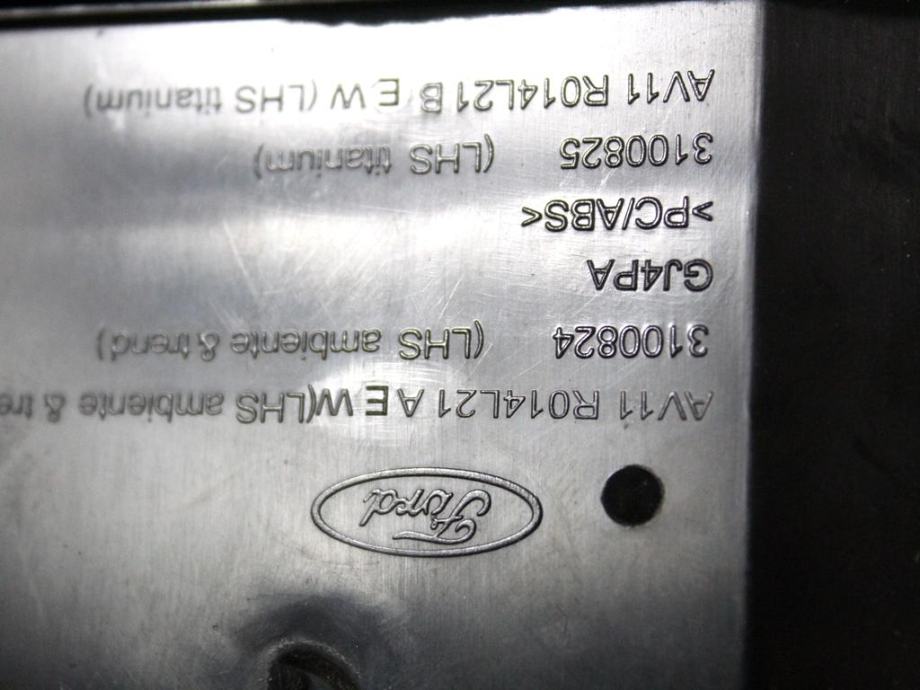 Ford
AV11 R014L21 A E W(LHS ambiente & tre
3100824 (LHS ambiente & trend)
GJ4PA
>PC/ABS<
3100825 (LHS titanium)
AV11 R014L21 B E W (LHS titanium)